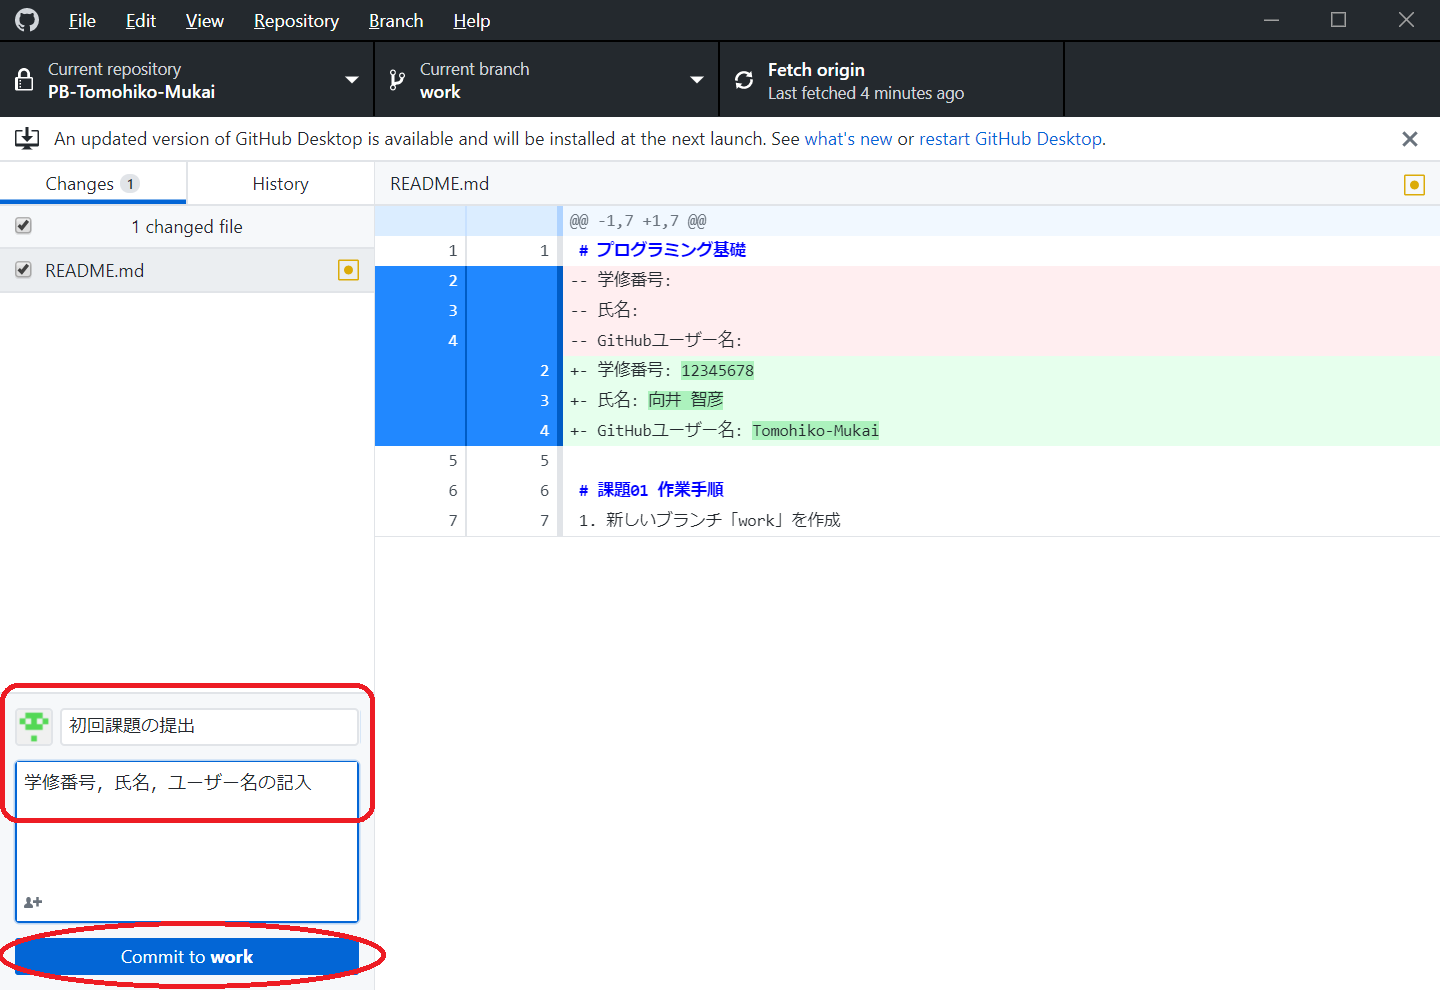 File Edit View Repository Branch Help
Current repository
PB-Tomohiko-Mukai
Current branch
work
Fetch origin
Last fetched 4 minutes ago
An updated version of GitHub Desktop is available and will be installed at the next launch. See what's new or restart GitHub Desktop.
Changes 1
History
README.md
1 changed file
README.md
@@ -1,7 +1,7 @@
1 1 # プログラミング基礎
2 -- 学修番号:
3 -- 氏名:
4 -- GitHubユーザー名:
2 +- 学修番号: 12345678
3 +- 氏名: 向井 智彦
4 +- GitHubユーザー名: Tomohiko-Mukai
5 5
6 6 # 課題01 作業手順
7 7 1. 新しいブランチ「work」を作成
初回課題の提出
学修番号，氏名，ユーザー名の記入
Commit to work